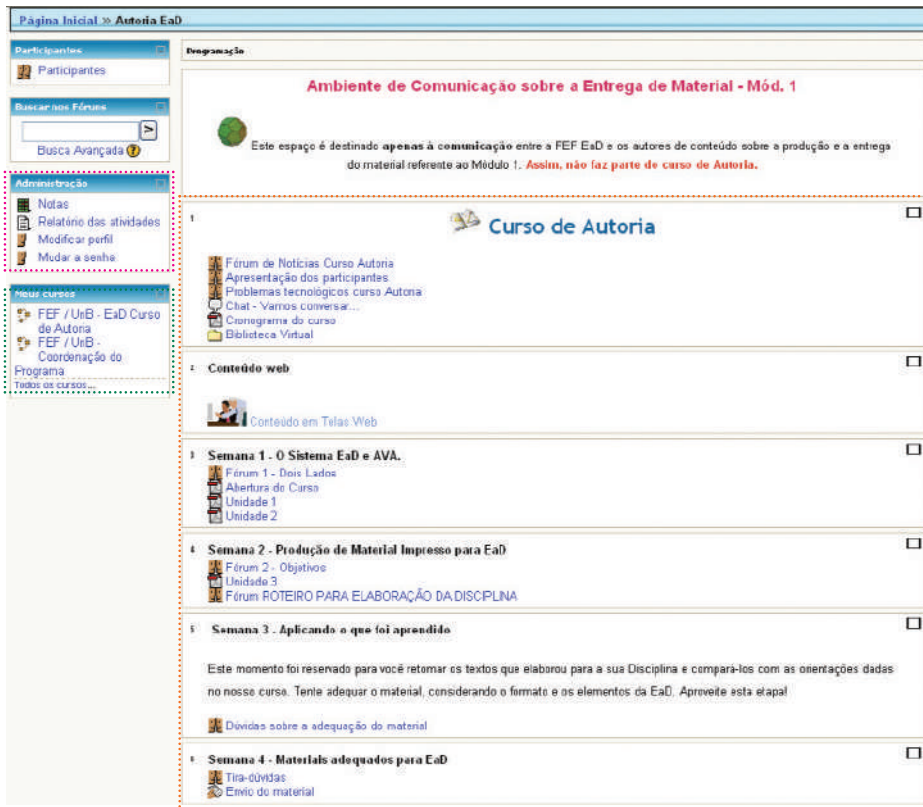 Página Inicial » Autoria EaD
Participantes
Participantes
Buscar nos Fóruns
>
Busca Avançada ?
Administração
Notas
Relatório das atividades
Modificar perfil
Mudar a senha
Meus cursos
FEF / UnB - EaD Curso
de Autoria
FEF / UnB -
Coordenação do
Programa
Todos os cursos...
Programação
Ambiente de Comunicação sobre a Entrega de Material - Mód. 1
Este espaço é destinado apenas à comunicação entre a FEF EaD e os autores de conteúdo sobre a produção e a entrega
do material referente ao Módulo 1. Assim, não faz parte de curso de Autoria.
1
Curso de Autoria
Fórum de Notícias Curso Autoria
Apresentação dos participantes
Problemas tecnológicos curso Autoria
Chat - Vamos conversar...
Cronograma do curso
Biblioteca Virtual
2 Conteúdo web
Conteúdo em Telas Web
3 Semana 1 - O Sistema EaD e AVA.
Fórum 1 - Dois Lados
Abertura do Curso
Unidade 1
Unidade 2
4 Semana 2 - Produção de Material Impresso para EaD
Fórum 2 - Objetivos
Unidade 3
Fórum ROTEIRO PARA ELABORAÇÃO DA DISCIPLINA
5 Semana 3 - Aplicando o que foi aprendido
Este momento foi reservado para você retomar os textos que elaborou para a sua Disciplina e compará-los com as orientações dadas
no nosso curso. Tente adequar o material, considerando o formato e os elementos da EaD. Aproveite esta etapa!
Dúvidas sobre a adequação do material
6 Semana 4 - Materiais adequados para EaD
Tira-dúvidas
Envio do material